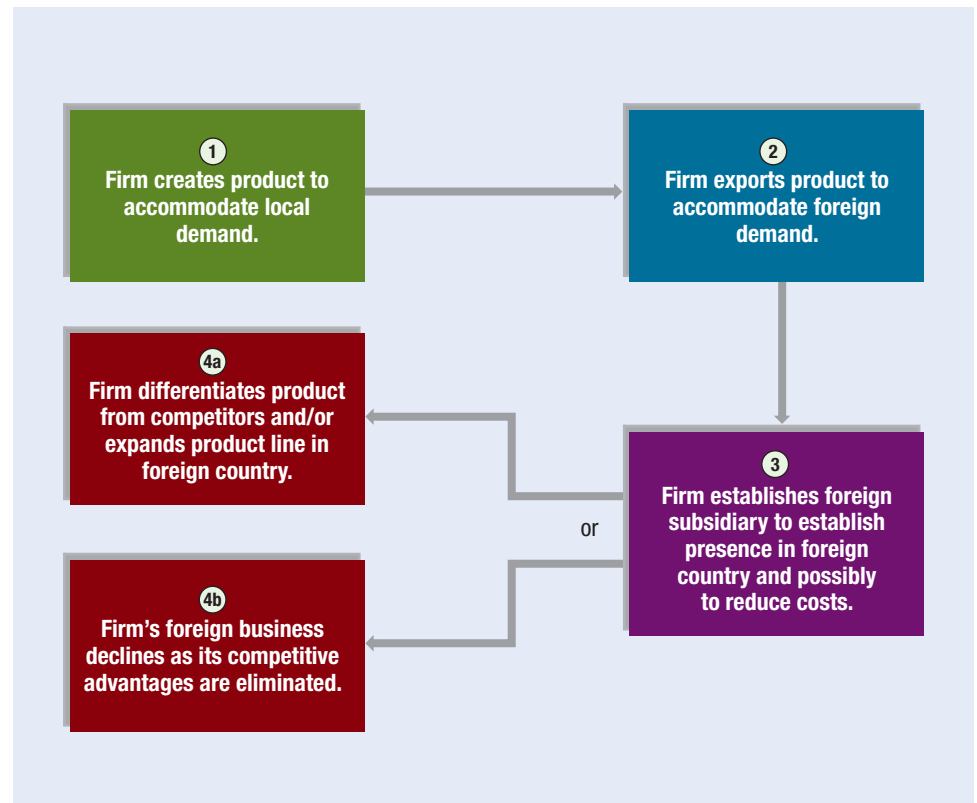 1
Firm creates product to
accommodate local
demand.
2
Firm exports product to
accommodate foreign
demand.
3
Firm establishes foreign
subsidiary to establish
presence in foreign
country and possibly
to reduce costs.
4a
Firm differentiates product
from competitors and/or
expands product line in
foreign country.
or
4b
Firm’s foreign business
declines as its competitive
advantages are eliminated.